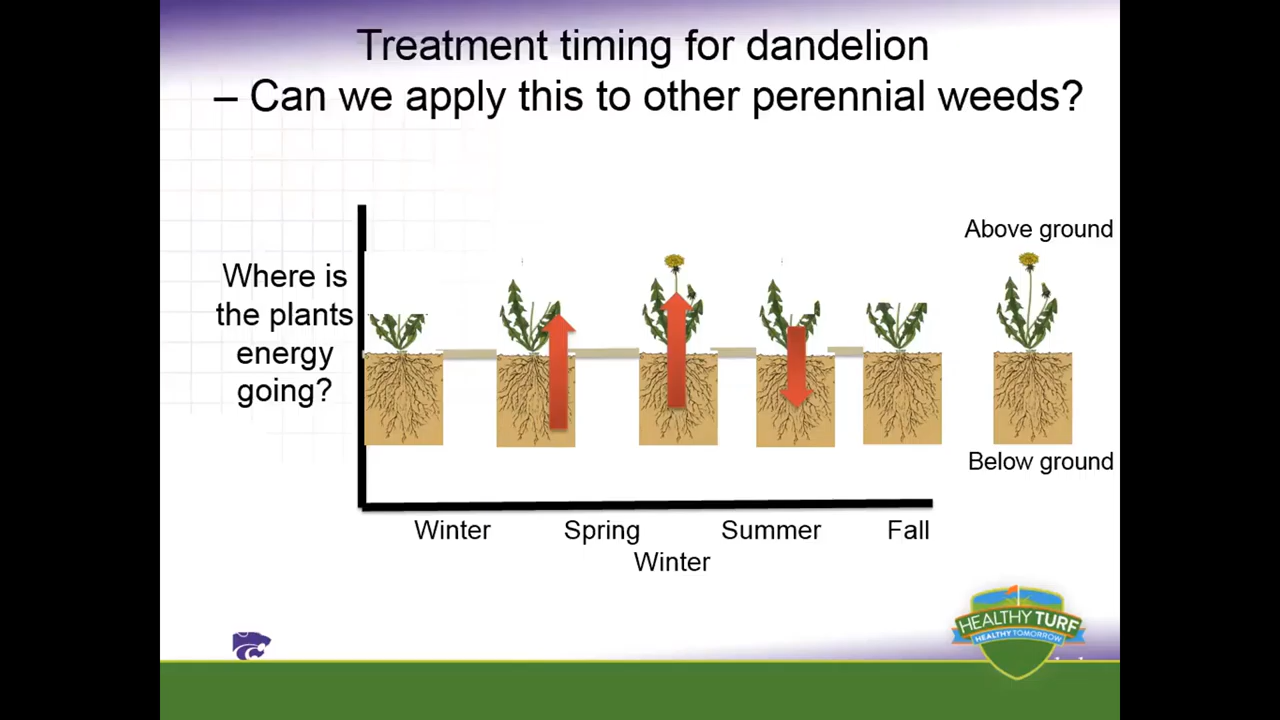 Treatment timing for dandelion
– Can we apply this to other perennial weeds?
Above ground
Where is
the plants
energy
going?
Below ground
Winter Spring Summer Fall
Winter
HEALTHY TURF
HEALTHY TOMORROW